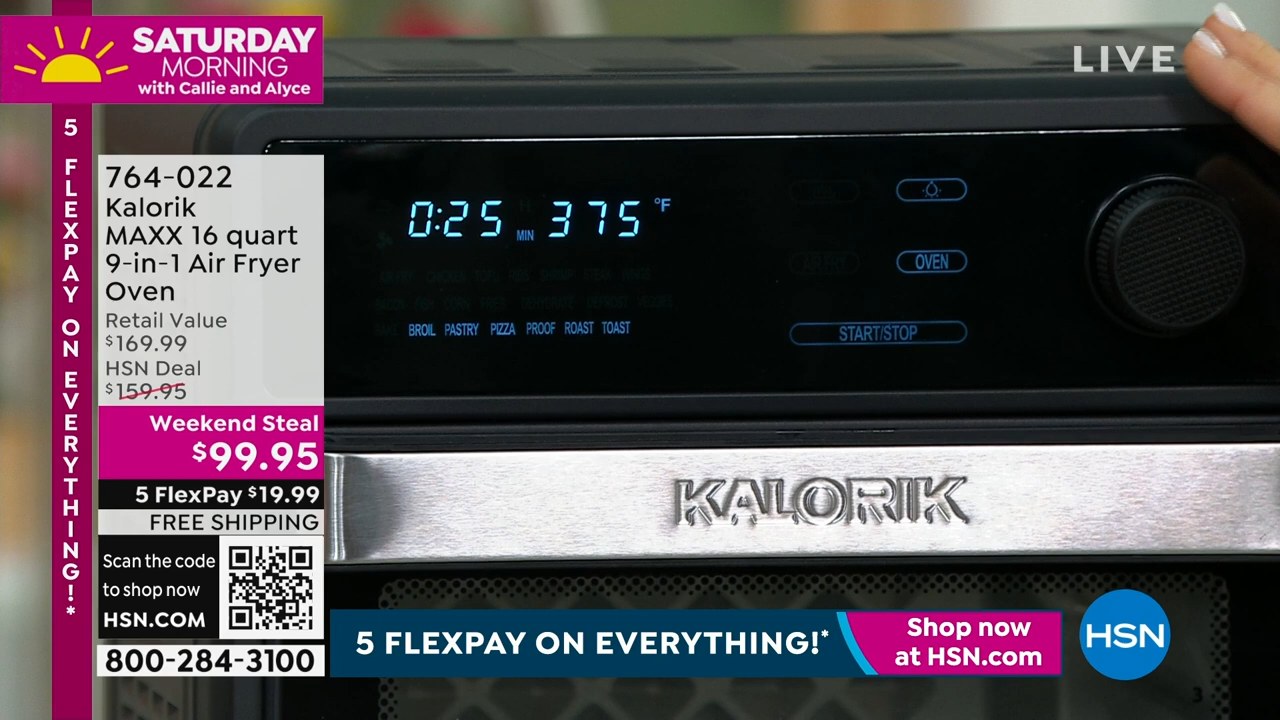 SATURDAY
MORNING
with Callie and Alyce
5 FLEXPAY ON EVERYTHING!*
764-022
Kalorik
MAXX 16 quart
9-in-1 Air Fryer
Oven
Retail Value
$169.99
HSN Deal
$159.95
Weekend Steal
$99.95
5 FlexPay $19.99
FREE SHIPPING
Scan the code
to shop now
HSN.COM
800-284-3100
LIVE
0:25 MIN 375 °F
OVEN
BROIL PASTRY PIZZA PROOF ROAST TOAST
START/STOP
KALORIK
5 FLEXPAY ON EVERYTHING!*
Shop now
at HSN.com
HSN
3